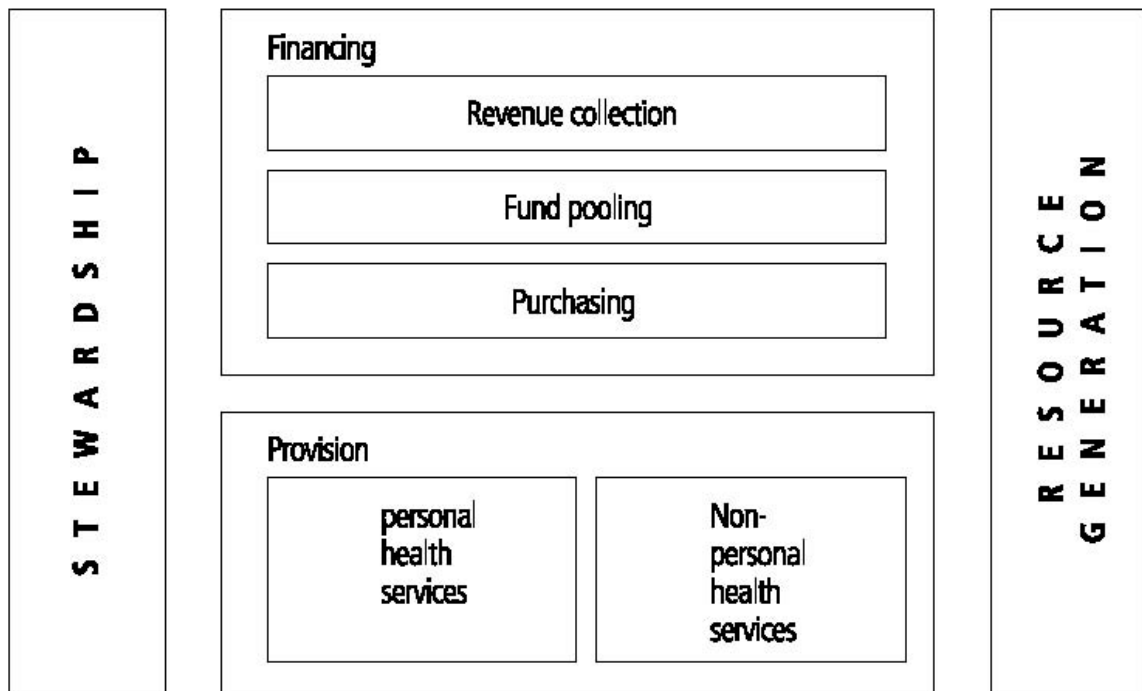 STEWARDSHIP
Financing
Revenue collection
Fund pooling
Purchasing
Provision
personal
health
services
Non-
personal
health
services
RESOURCE
GENERATION